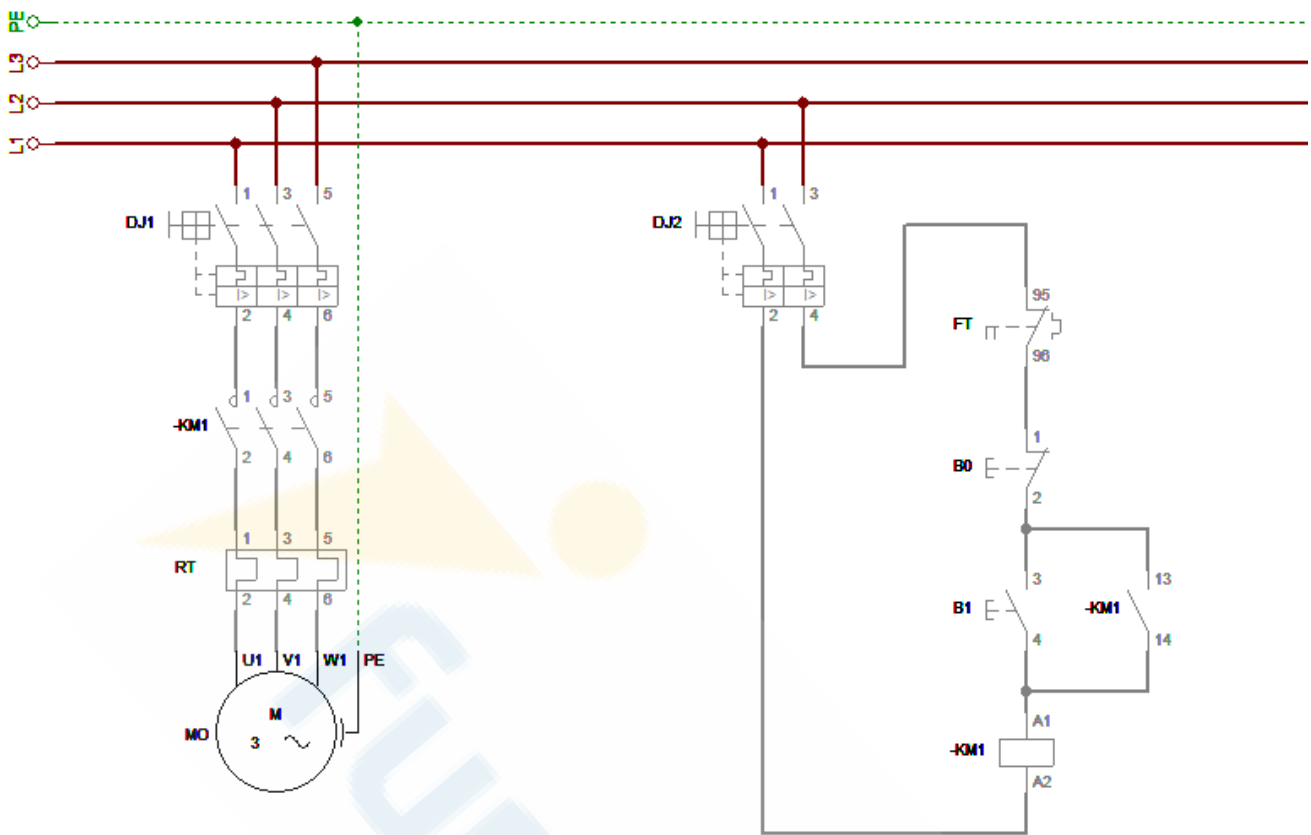 PE
L3
L2
L1
1 3 5
DJ1
I> I> I>
2 4 6
1 3 5
-KM1
2 4 6
1 3 5
RT
2 4 6
U1 V1 W1 PE
M
MO
3
1 3
DJ2
I> I>
2 4
95
FT
96
1
B0
2
3 13
B1 -KM1
4 14
A1
-KM1
A2